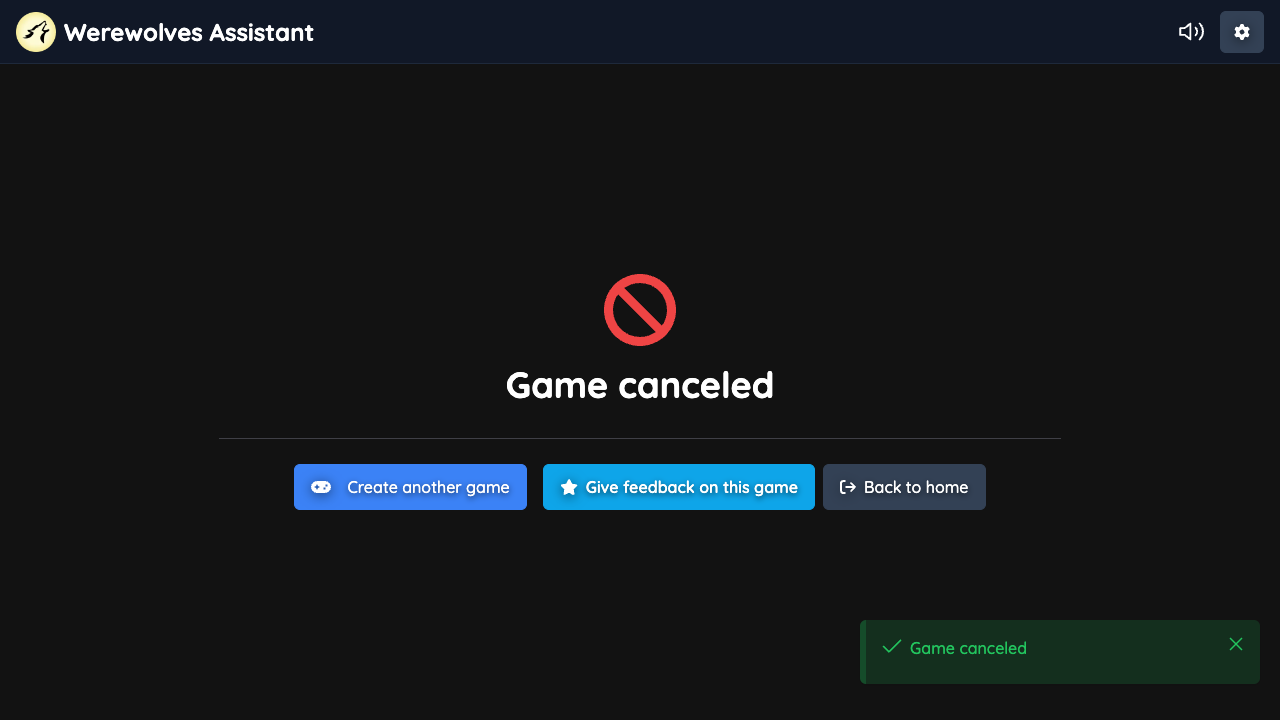 Werewolves Assistant
Game canceled
Create another game
Give feedback on this game
Back to home
Game canceled